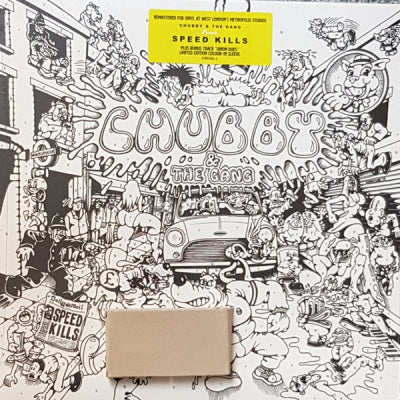 REMASTERED FOR VINYL AT WEST LONDON'S METROPOLIS STUDIOS
CHUBBY & THE GANG
SPEED KILLS
PLUS BONUS TRACK 'UNION DUES'
LIMITED EDITION COLOUR-IN SLEEVE
CHUBBY
&
THE GANG
SPEED
KILLS